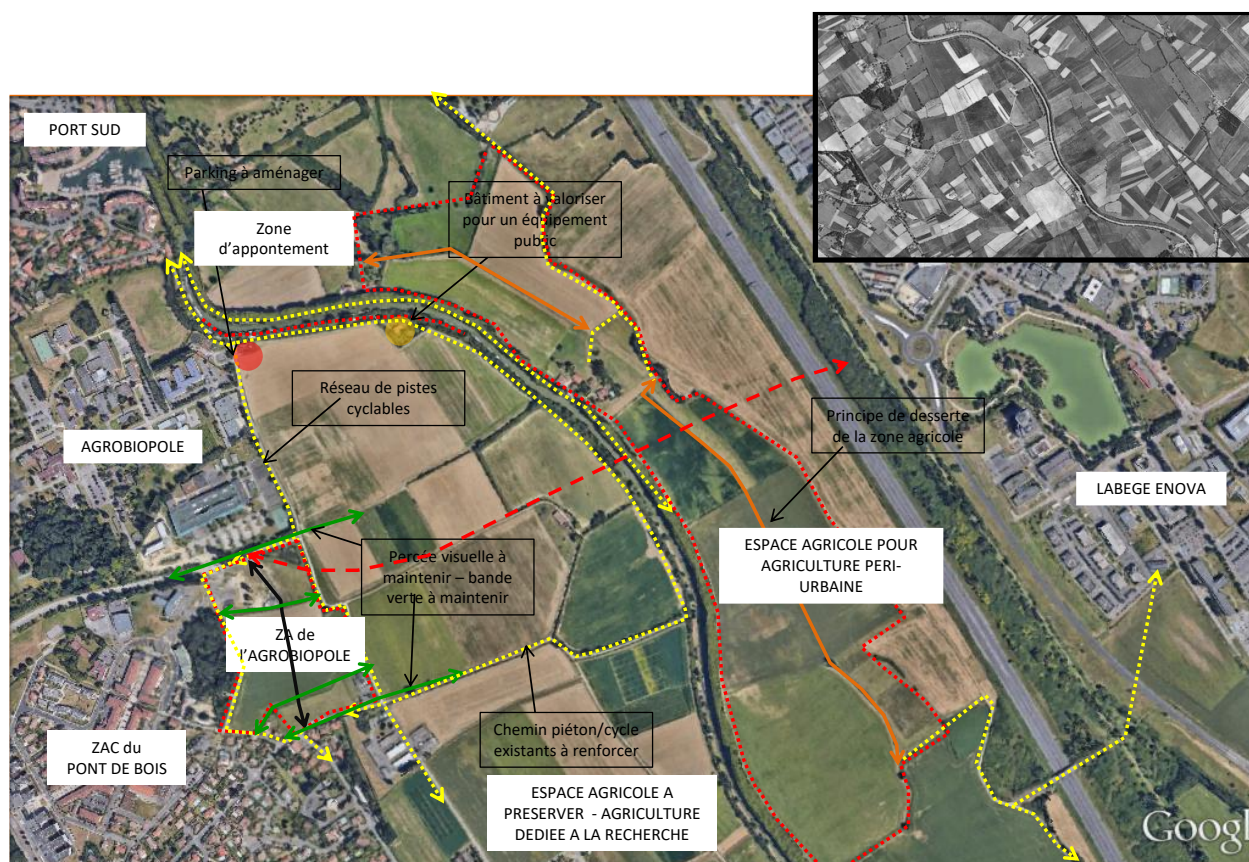 PORT SUD
Parking à aménager
Zone
d’appontement
Bâtiment à valoriser
pour un équipement
public
Réseau de pistes
cyclables
AGROBIOPOLE
Principe de desserte
de la zone agricole
LABEGE ENOVA
ESPACE AGRICOLE POUR
AGRICULTURE PERI-
URBAINE
Percée visuelle à
maintenir – bande
verte à maintenir
ZA de
l’AGROBIOPOLE
Chemin piéton/cycle
existants à renforcer
ZAC du
PONT DE BOIS
ESPACE AGRICOLE A
PRESERVER - AGRICULTURE
DEDIEE A LA RECHERCHE
Googl